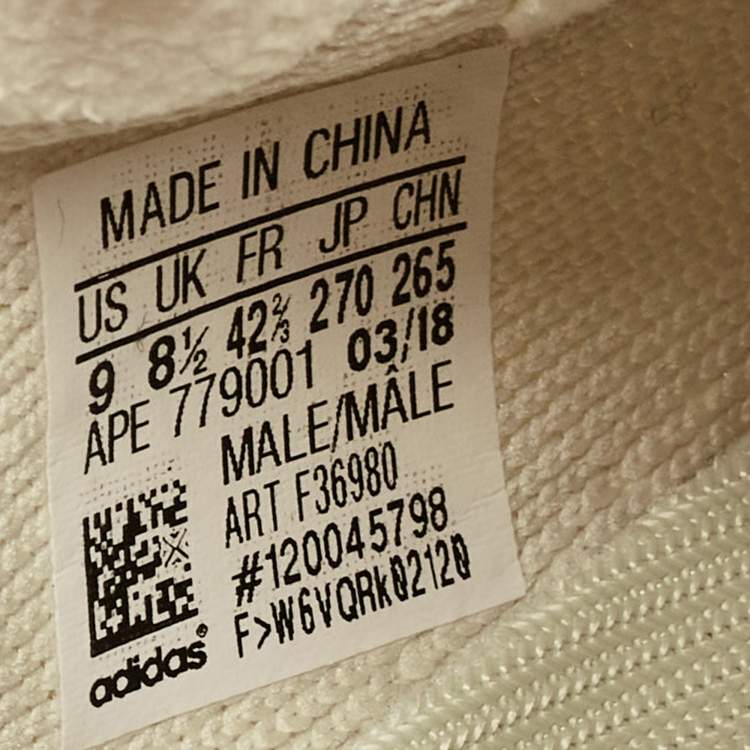 MADE IN CHINA
US UK FR JP CHN
9 8½ 42⅔ 270 265
APE 779001 03/18
MALE/MÂLE
ART F36980
#120045798
F>W6VQRk02120
adidas®